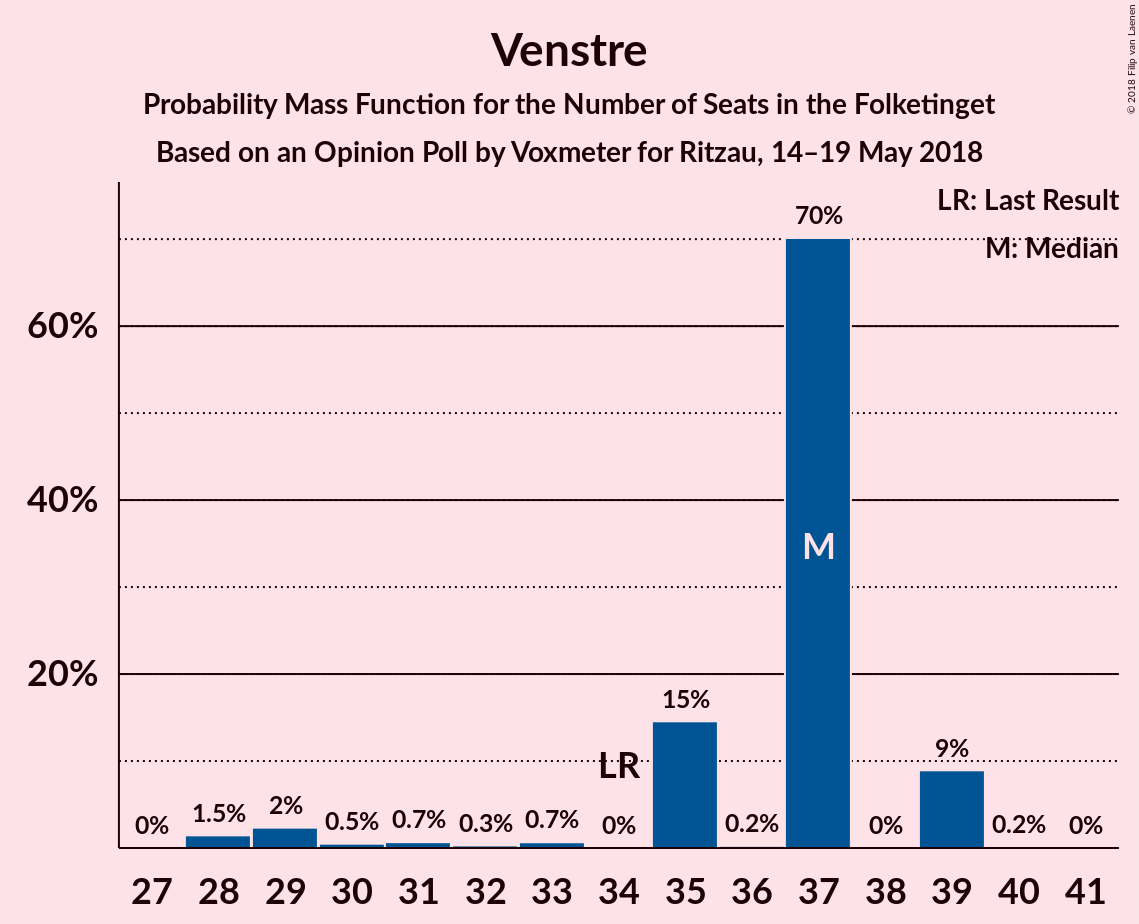 Venstre
Probability Mass Function for the Number of Seats in the Folketinget
Based on an Opinion Poll by Voxmeter for Ritzau, 14–19 May 2018
© 2018 Filip van Laenen
LR: Last Result
M: Median
60%
40%
20%
0%
1.5%
2%
0.5%
0.7%
0.3%
0.7%
0%
LR
15%
0.2%
70%
M
0%
9%
0.2%
0%
27 28 29 30 31 32 33 34 35 36 37 38 39 40 41